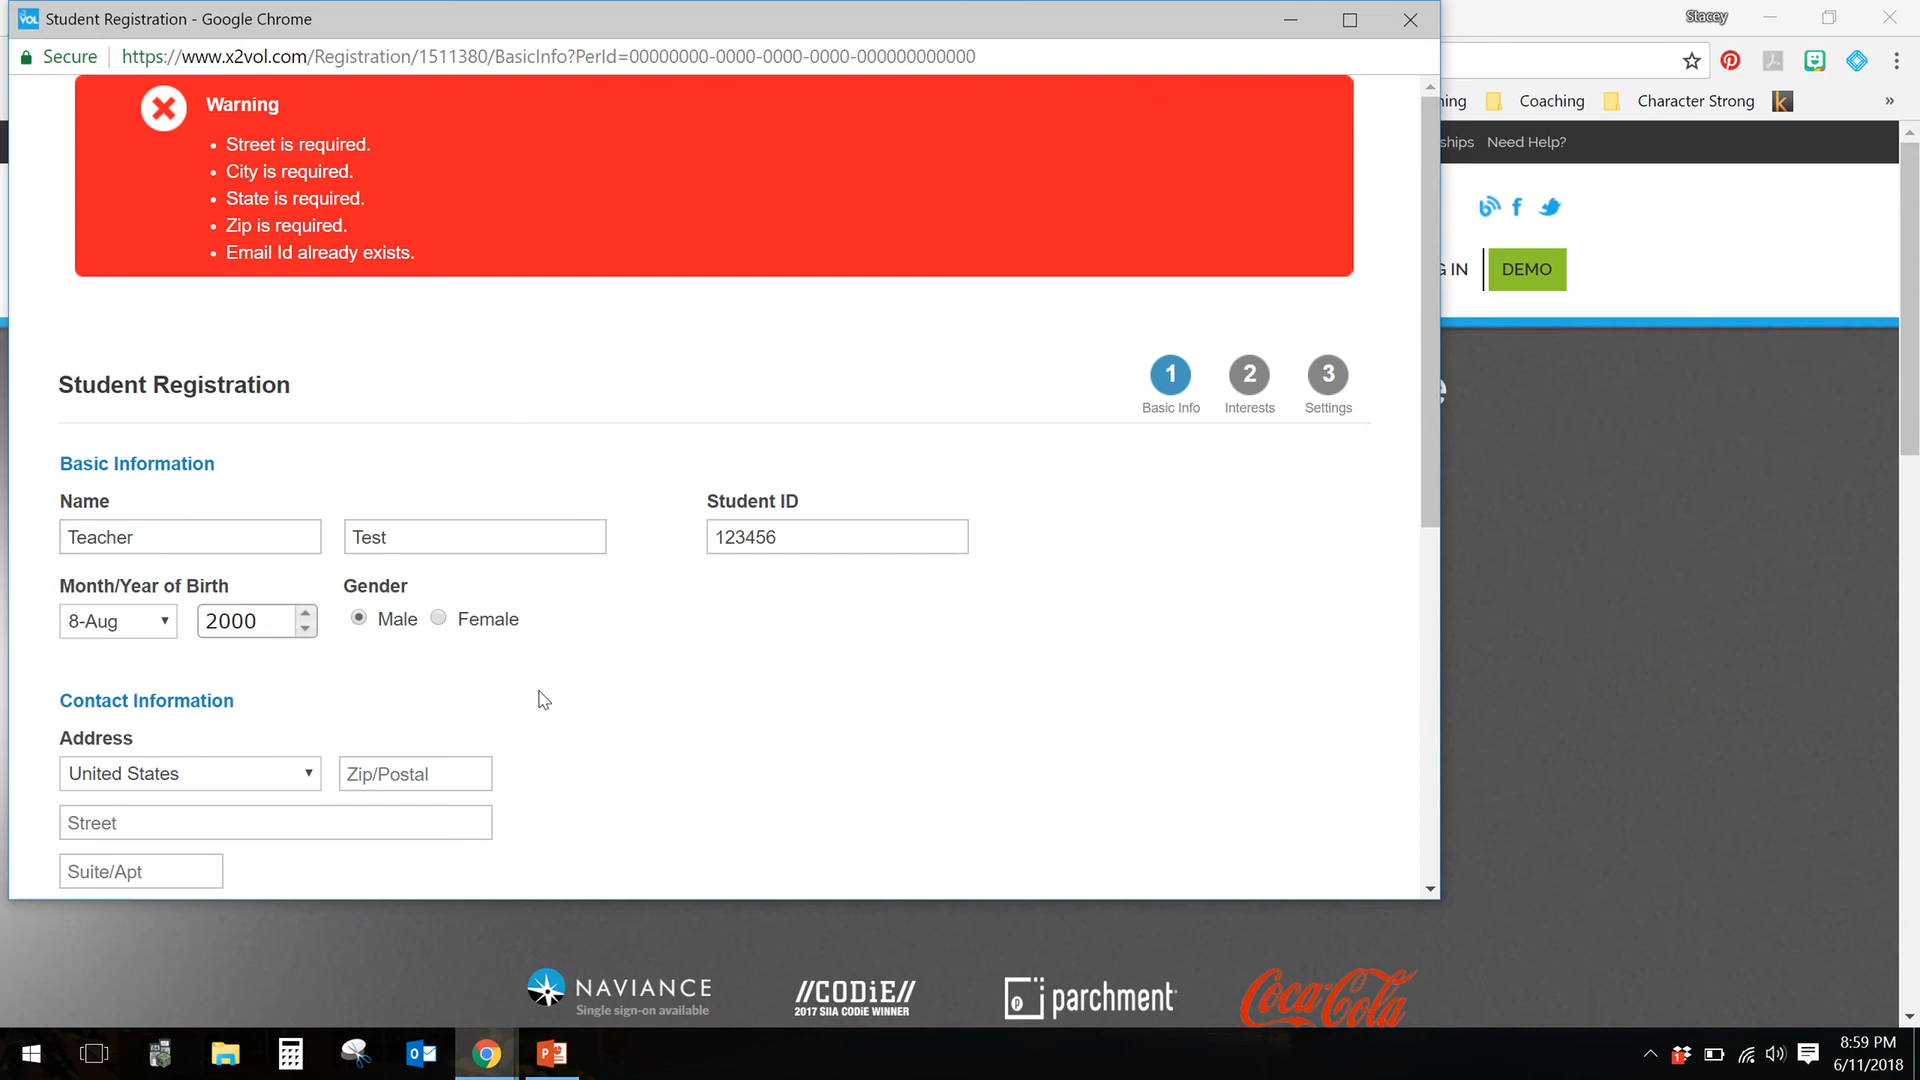 VOL Student Registration - Google Chrome
Stacey
Secure https://www.x2vol.com/Registration/1511380/BasicInfo?PerId=00000000-0000-0000-0000-000000000000
Coaching Character Strong k »
Need Help?
Warning
• Street is required.
• City is required.
• State is required.
• Zip is required.
• Email Id already exists.
IN DEMO
Student Registration
1 2 3
Basic Info Interests Settings
Basic Information
Name Student ID
Teacher Test 123456
Month/Year of Birth Gender
8-Aug 2000 Male Female
Contact Information
Address
United States Zip/Postal
Street
Suite/Apt
NAVIANCE
Single sign-on available
//CODiE//
2017 SIIA CODiE WINNER
parchment
Coca-Cola
8:59 PM
6/11/2018